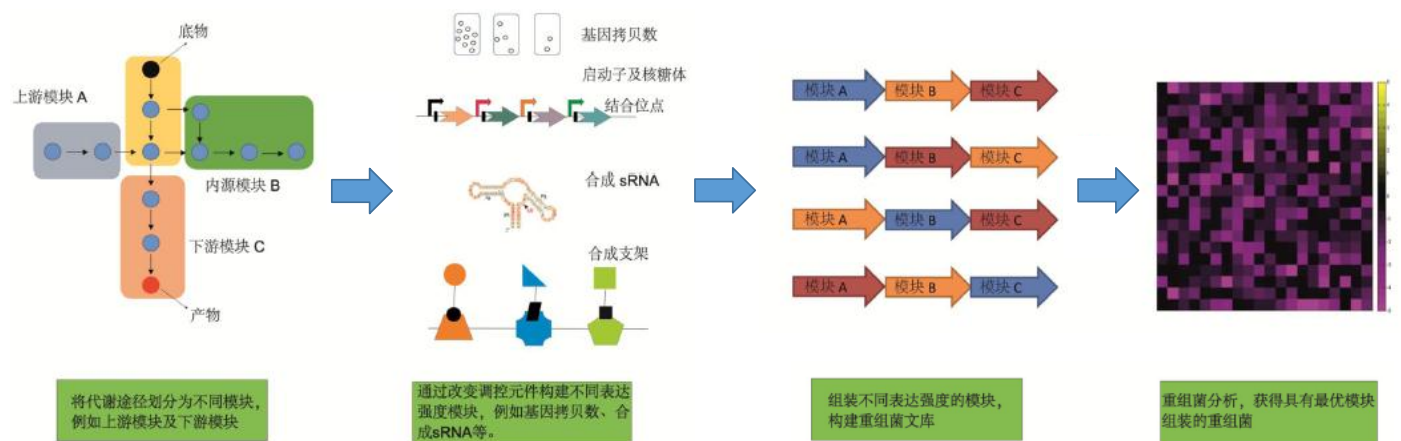 底物
上游模块 A
内源模块 B
下游模块 C
产物
将代谢途径划分为不同模块，
例如上游模块及下游模块
基因拷贝数
启动子及核糖体
结合位点
合成 sRNA
合成支架
通过改变调控元件构建不同表达
强度模块，例如基因拷贝数、合
成sRNA等。
模块 A
模块 B
模块 C
模块 A
模块 B
模块 C
模块 A
模块 B
模块 C
模块 A
模块 B
模块 C
组装不同表达强度的模块，
构建重组菌文库
重组菌分析，获得具有最优模块
组装的重组菌